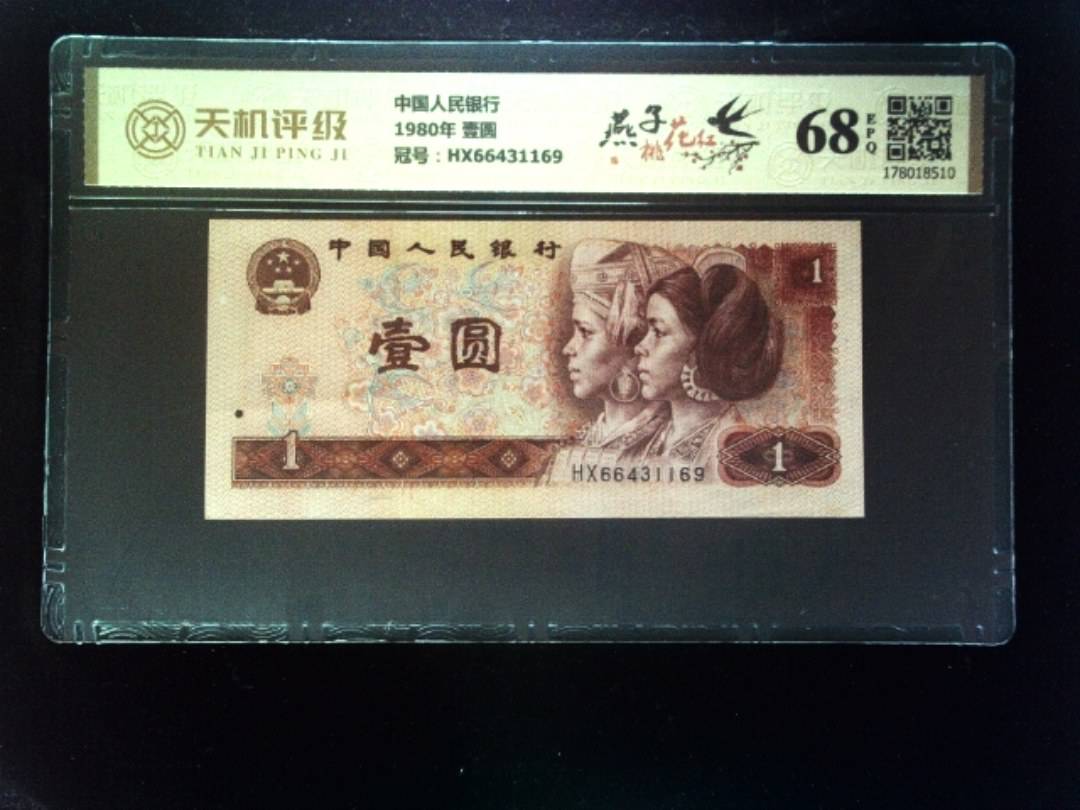 天机评级
TIAN JI PING JI
中国人民银行
1980年 壹圆
冠号：HX66431169
燕子
桃花红
68
EPQ
178018510
中国人民银行
1
壹圆
1
HX66431169
1